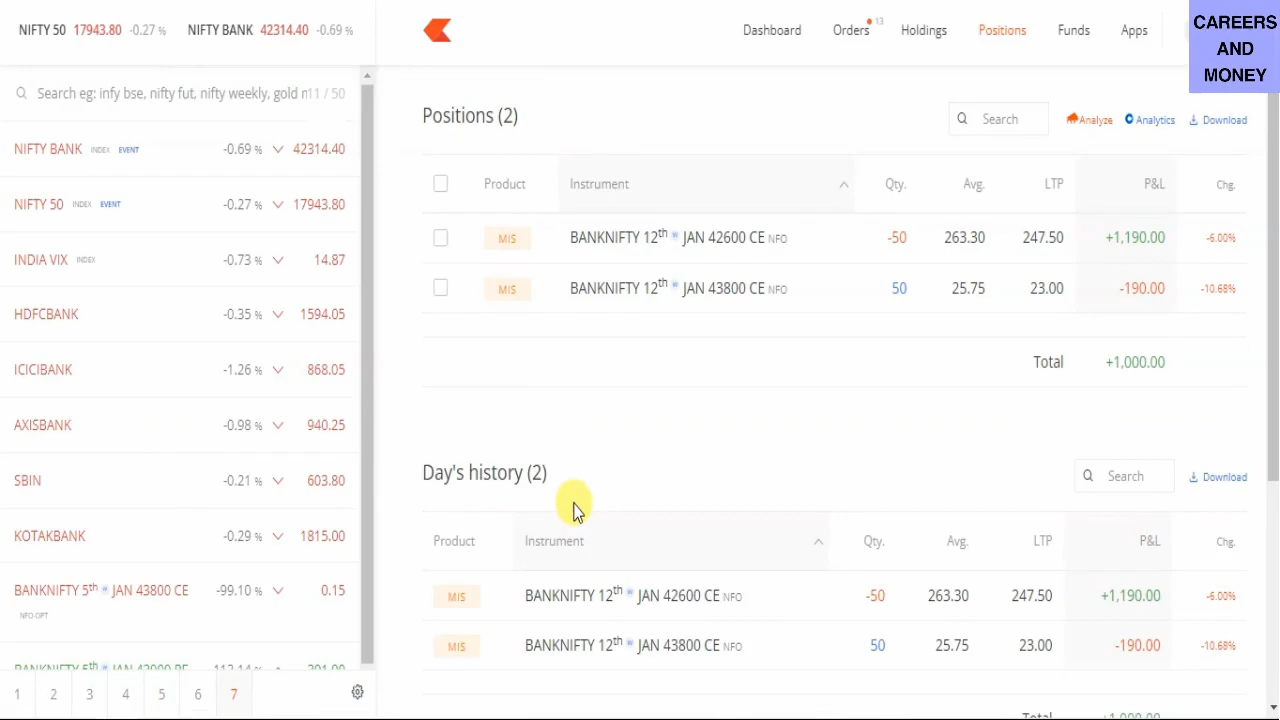 NIFTY 50 17943.80 -0.27 % NIFTY BANK 42314.40 -0.69 %
Dashboard Orders 13 Holdings Positions Funds Apps
CAREERS
AND
MONEY
Search eg: infy bse, nifty fut, nifty weekly, gold m 11 / 50
NIFTY BANK INDEX EVENT -0.69 % 42314.40
NIFTY 50 INDEX EVENT -0.27 % 17943.80
INDIA VIX INDEX -0.73 % 14.87
HDFCBANK -0.35 % 1594.05
ICICIBANK -1.26 % 868.05
AXISBANK -0.98 % 940.25
SBIN -0.21 % 603.80
KOTAKBANK -0.29 % 1815.00
BANKNIFTY 5th w JAN 43800 CE -99.10 % 0.15
NFO-OPT
1 2 3 4 5 6 7
Positions (2)
Search Analyze Analytics Download
Product Instrument Qty. Avg. LTP P&L Chg.
MIS BANKNIFTY 12th w JAN 42600 CE NFO -50 263.30 247.50 +1,190.00 -6.00%
MIS BANKNIFTY 12th w JAN 43800 CE NFO 50 25.75 23.00 -190.00 -10.68%
Total +1,000.00
Day's history (2)
Search Download
Product Instrument Qty. Avg. LTP P&L Chg.
MIS BANKNIFTY 12th w JAN 42600 CE NFO -50 263.30 247.50 +1,190.00 -6.00%
MIS BANKNIFTY 12th w JAN 43800 CE NFO 50 25.75 23.00 -190.00 -10.68%
Total +1,000.00